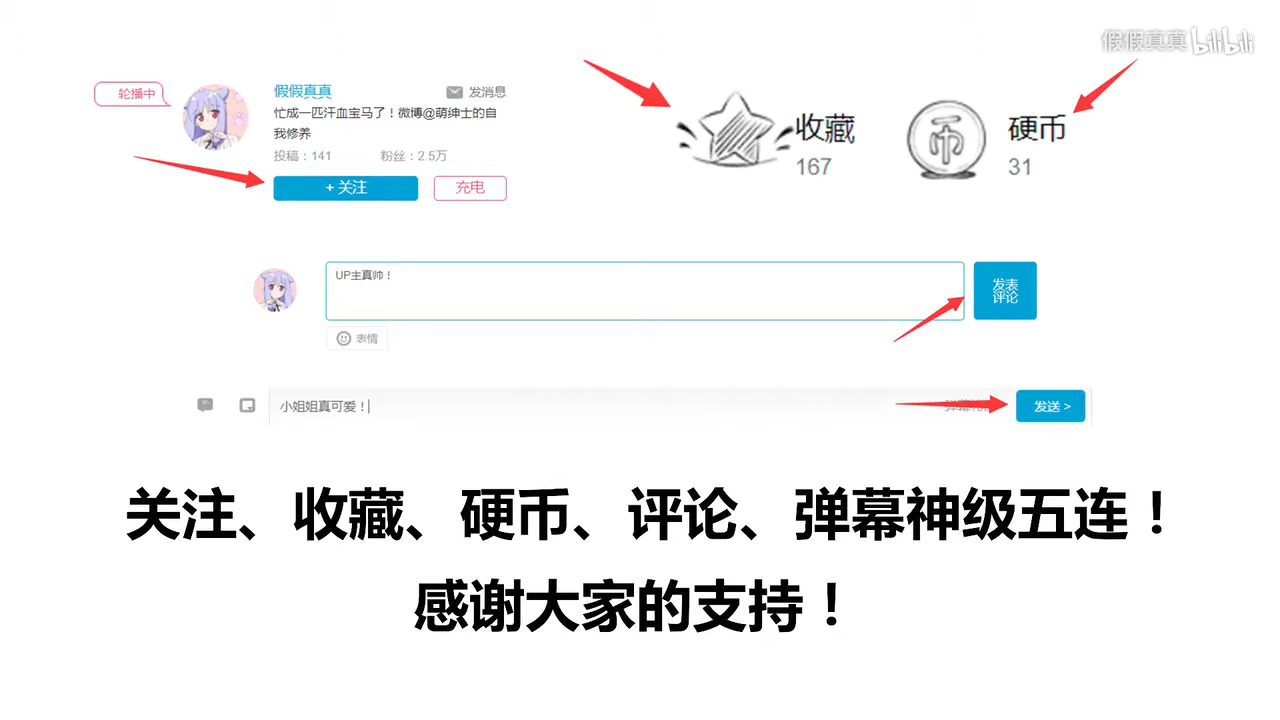 假假真真 bilibili
轮播中
假假真真
发消息
忙成一匹汗血宝马了！微博@萌绅士的自
我修养
投稿：141
粉丝：2.5万
+ 关注
充电
收藏
167
币
硬币
31
UP主真帅！
发表
评论
表情
小姐姐真可爱！
发送 >
关注、收藏、硬币、评论、弹幕神级五连！
感谢大家的支持！